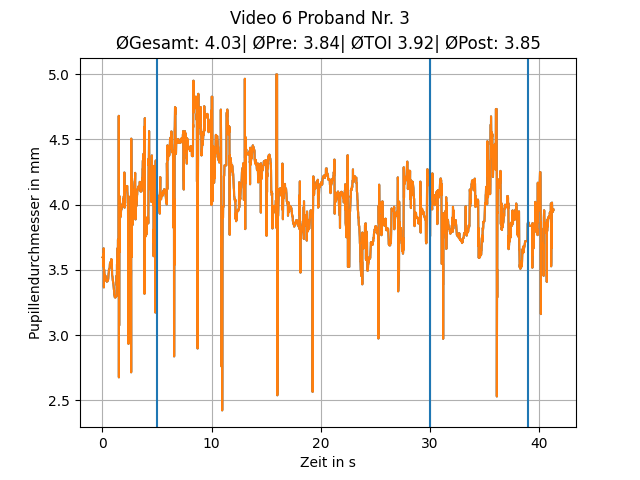 Video 6 Proband Nr. 3
ØGesamt: 4.03| ØPre: 3.84| ØTOI 3.92| ØPost: 3.85
5.0
4.5
4.0
3.5
3.0
2.5
Pupillendurchmesser in mm
0 10 20 30 40
Zeit in s